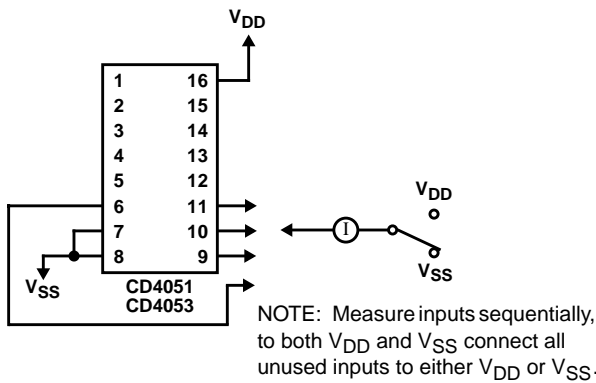 VDD
1 16
2 15
3 14
4 13
5 12
6 11
7 10
8 9
VSS
CD4051
CD4053
I
VDD
VSS
NOTE: Measure inputs sequentially,
to both VDD and VSS connect all
unused inputs to either VDD or VSS.